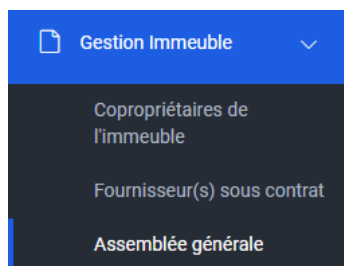 Gestion Immeuble
Copropriétaires de
l'immeuble
Fournisseur(s) sous contrat
Assemblée générale